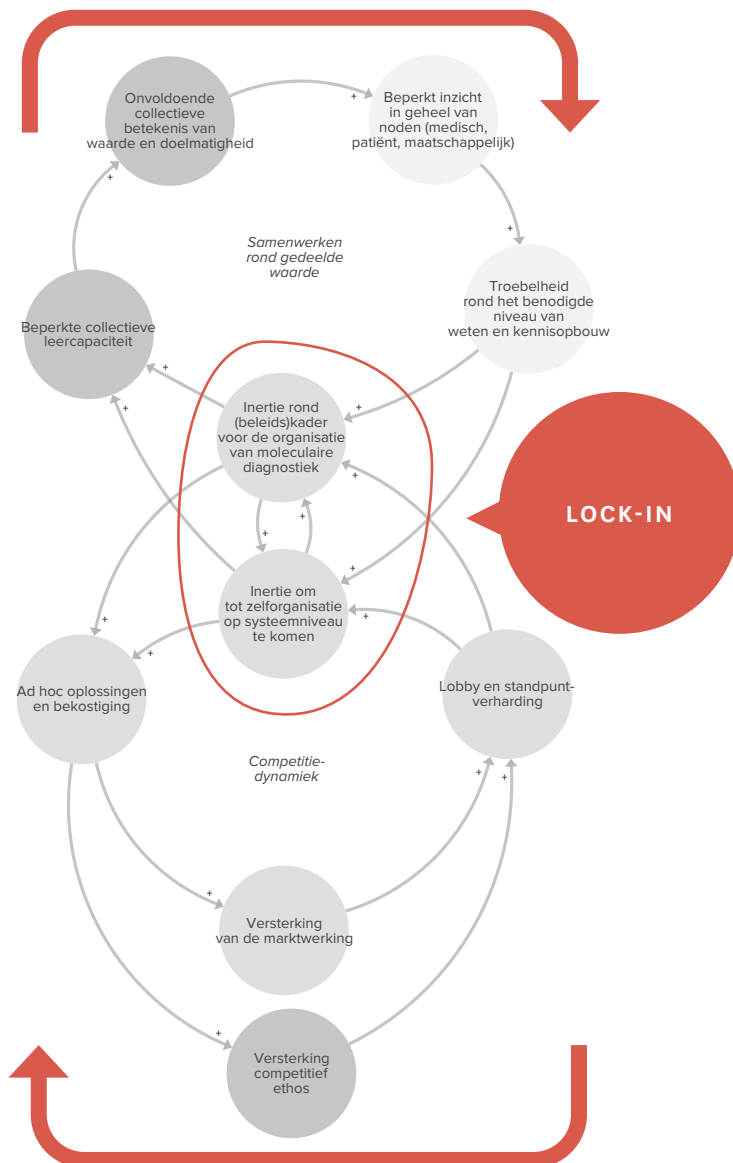 Onvoldoende
collectieve
betekenis van
waarde en doelmatigheid
+
Beperkt inzicht
in geheel van
noden (medisch,
patiënt, maatschappelijk)
+
+
Samenwerken
rond gedeelde
waarde
Troebelheid
rond het benodigde
niveau van
weten en kennisopbouw
Beperkte collectieve
leercapaciteit
+
+
+
Inertie rond
(beleids)kader
voor de organisatie
van moleculaire
diagnostiek
+
LOCK-IN
+
+
+
Inertie om
tot zelforganisatie
op systeemniveau
te komen
+
+
+
Ad hoc oplossingen
en bekostiging
Lobby en standpunt-
verharding
Competitie-
dynamiek
+
+
+
Versterking
van de marktwerking
+
Versterking
competitief
ethos